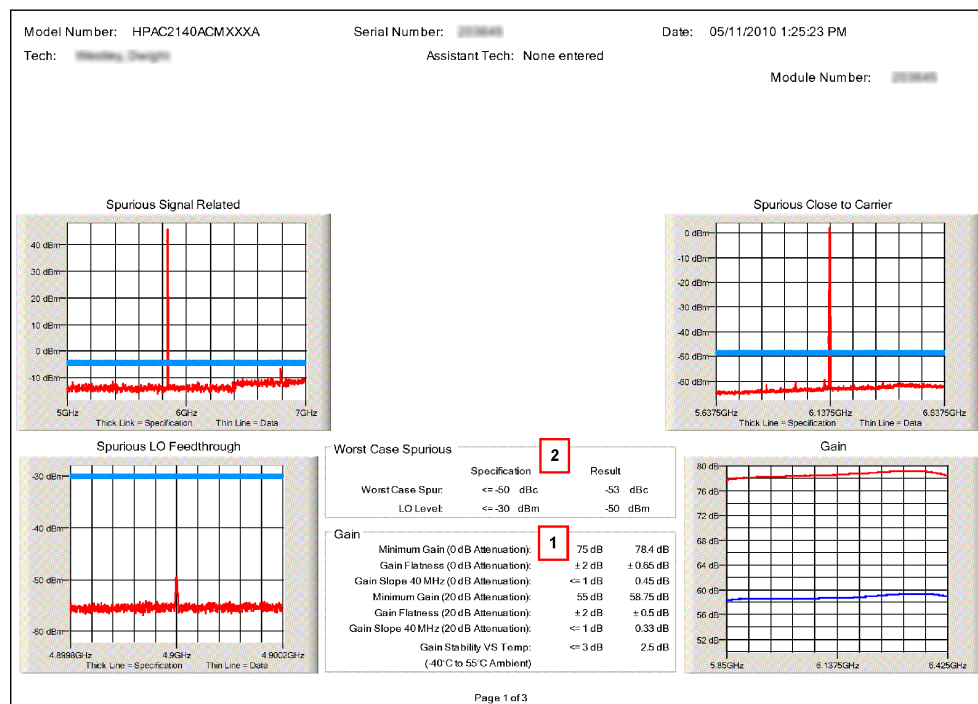 Model Number: HPAC2140ACMXXXA Serial Number: Date: 05/11/2010 1:25:23 PM
Tech: Assistant Tech: None entered
Module Number:
Spurious Signal Related
40 dBm
30 dBm
20 dBm
10 dBm
0 dBm
-10 dBm
5GHz 6GHz 7GHz
Thick Link = Specification Thin Line = Data
Spurious Close to Carrier
0 dBm
-10 dBm
-20 dBm
-30 dBm
-40 dBm
-50 dBm
-60 dBm
5.6375GHz 6.1375GHz 6.6375GHz
Thick Line = Specification Thin Line = Data
Spurious LO Feedthrough
-30 dBm
-40 dBm
-50 dBm
-60 dBm
4.8998GHz 4.9GHz 4.9002GHz
Thick Line = Specification Thin Line = Data
Worst Case Spurious
2
Specification Result
Worst Case Spur: <= -50 dBc -53 dBc
LO Level: <= -30 dBm -50 dBm
Gain
1
Minimum Gain (0 dB Attenuation): 75 dB 78.4 dB
Gain Flatness (0 dB Attenuation): ± 2 dB ± 0.65 dB
Gain Slope 40 MHz (0 dB Attenuation): <= 1 dB 0.45 dB
Minimum Gain (20 dB Attenuation): 55 dB 58.75 dB
Gain Flatness (20 dB Attenuation): ± 2 dB ± 0.5 dB
Gain Slope 40 MHz (20 dB Attenuation): <= 1 dB 0.33 dB
Gain Stability VS Temp: <= 3 dB 2.5 dB
(-40°C to 55°C Ambient)
Gain
80 dB
76 dB
72 dB
68 dB
64 dB
60 dB
56 dB
52 dB
5.85GHz 6.1375GHz 6.425GHz
Page 1 of 3